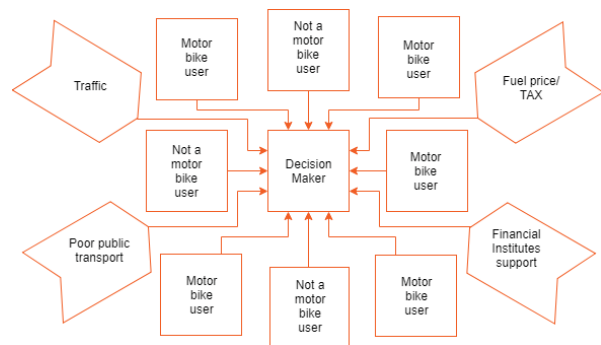 Motor
bike
user
Not a
motor
bike
user
Motor
bike
user
Traffic
Fuel price/
TAX
Not a
motor
bike
user
Decision
Maker
Motor
bike
user
Poor public
transport
Financial
Institutes
support
Motor
bike
user
Not a
motor
bike
user
Motor
bike
user